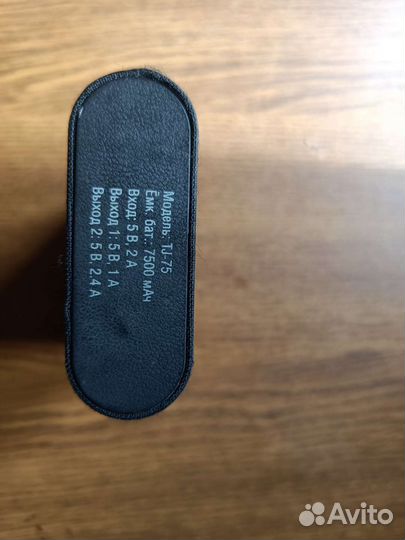 Модель: TJ-75
Ёмк. бат.: 7500 мАч
Вход: 5 В, 2 А
Выход 1: 5 В, 1 А
Выход 2: 5 В, 2.4 А
Avito